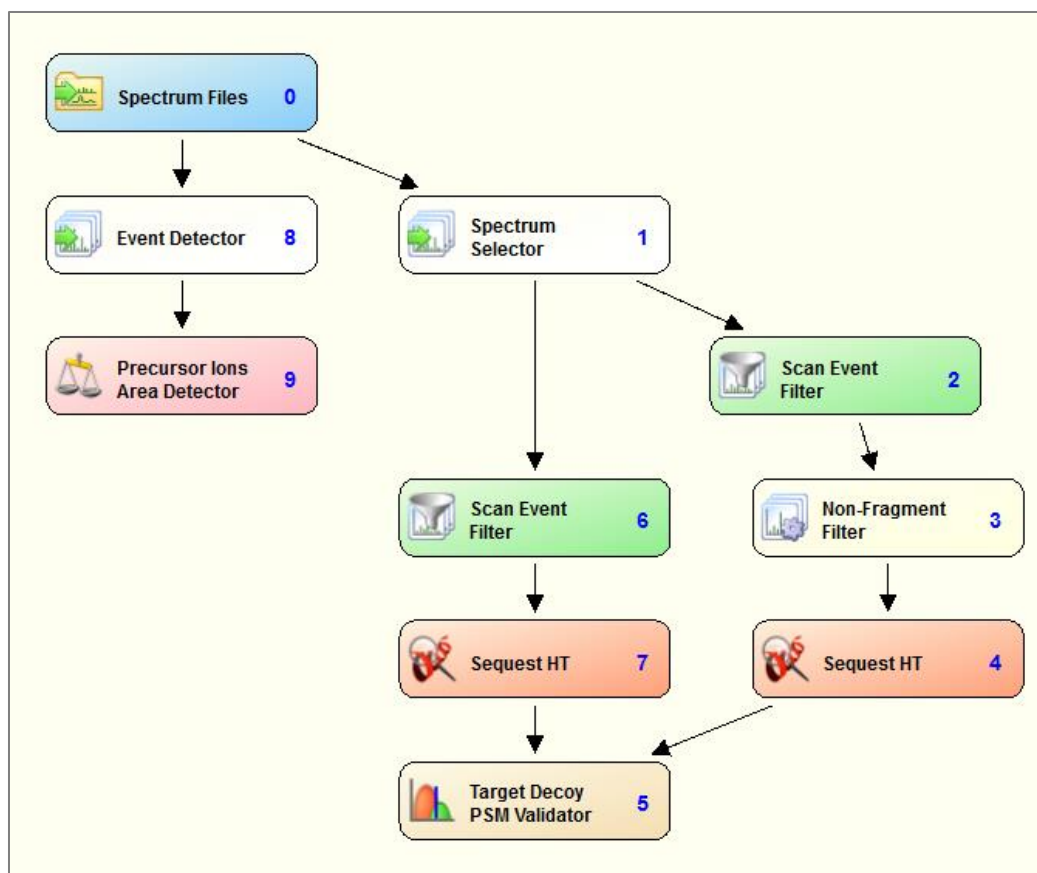 Spectrum Files 0
Event Detector 8
Spectrum
Selector 1
Precursor Ions
Area Detector 9
Scan Event
Filter 2
Scan Event
Filter 6
Non-Fragment
Filter 3
Sequest HT 7
Sequest HT 4
Target Decoy
PSM Validator 5